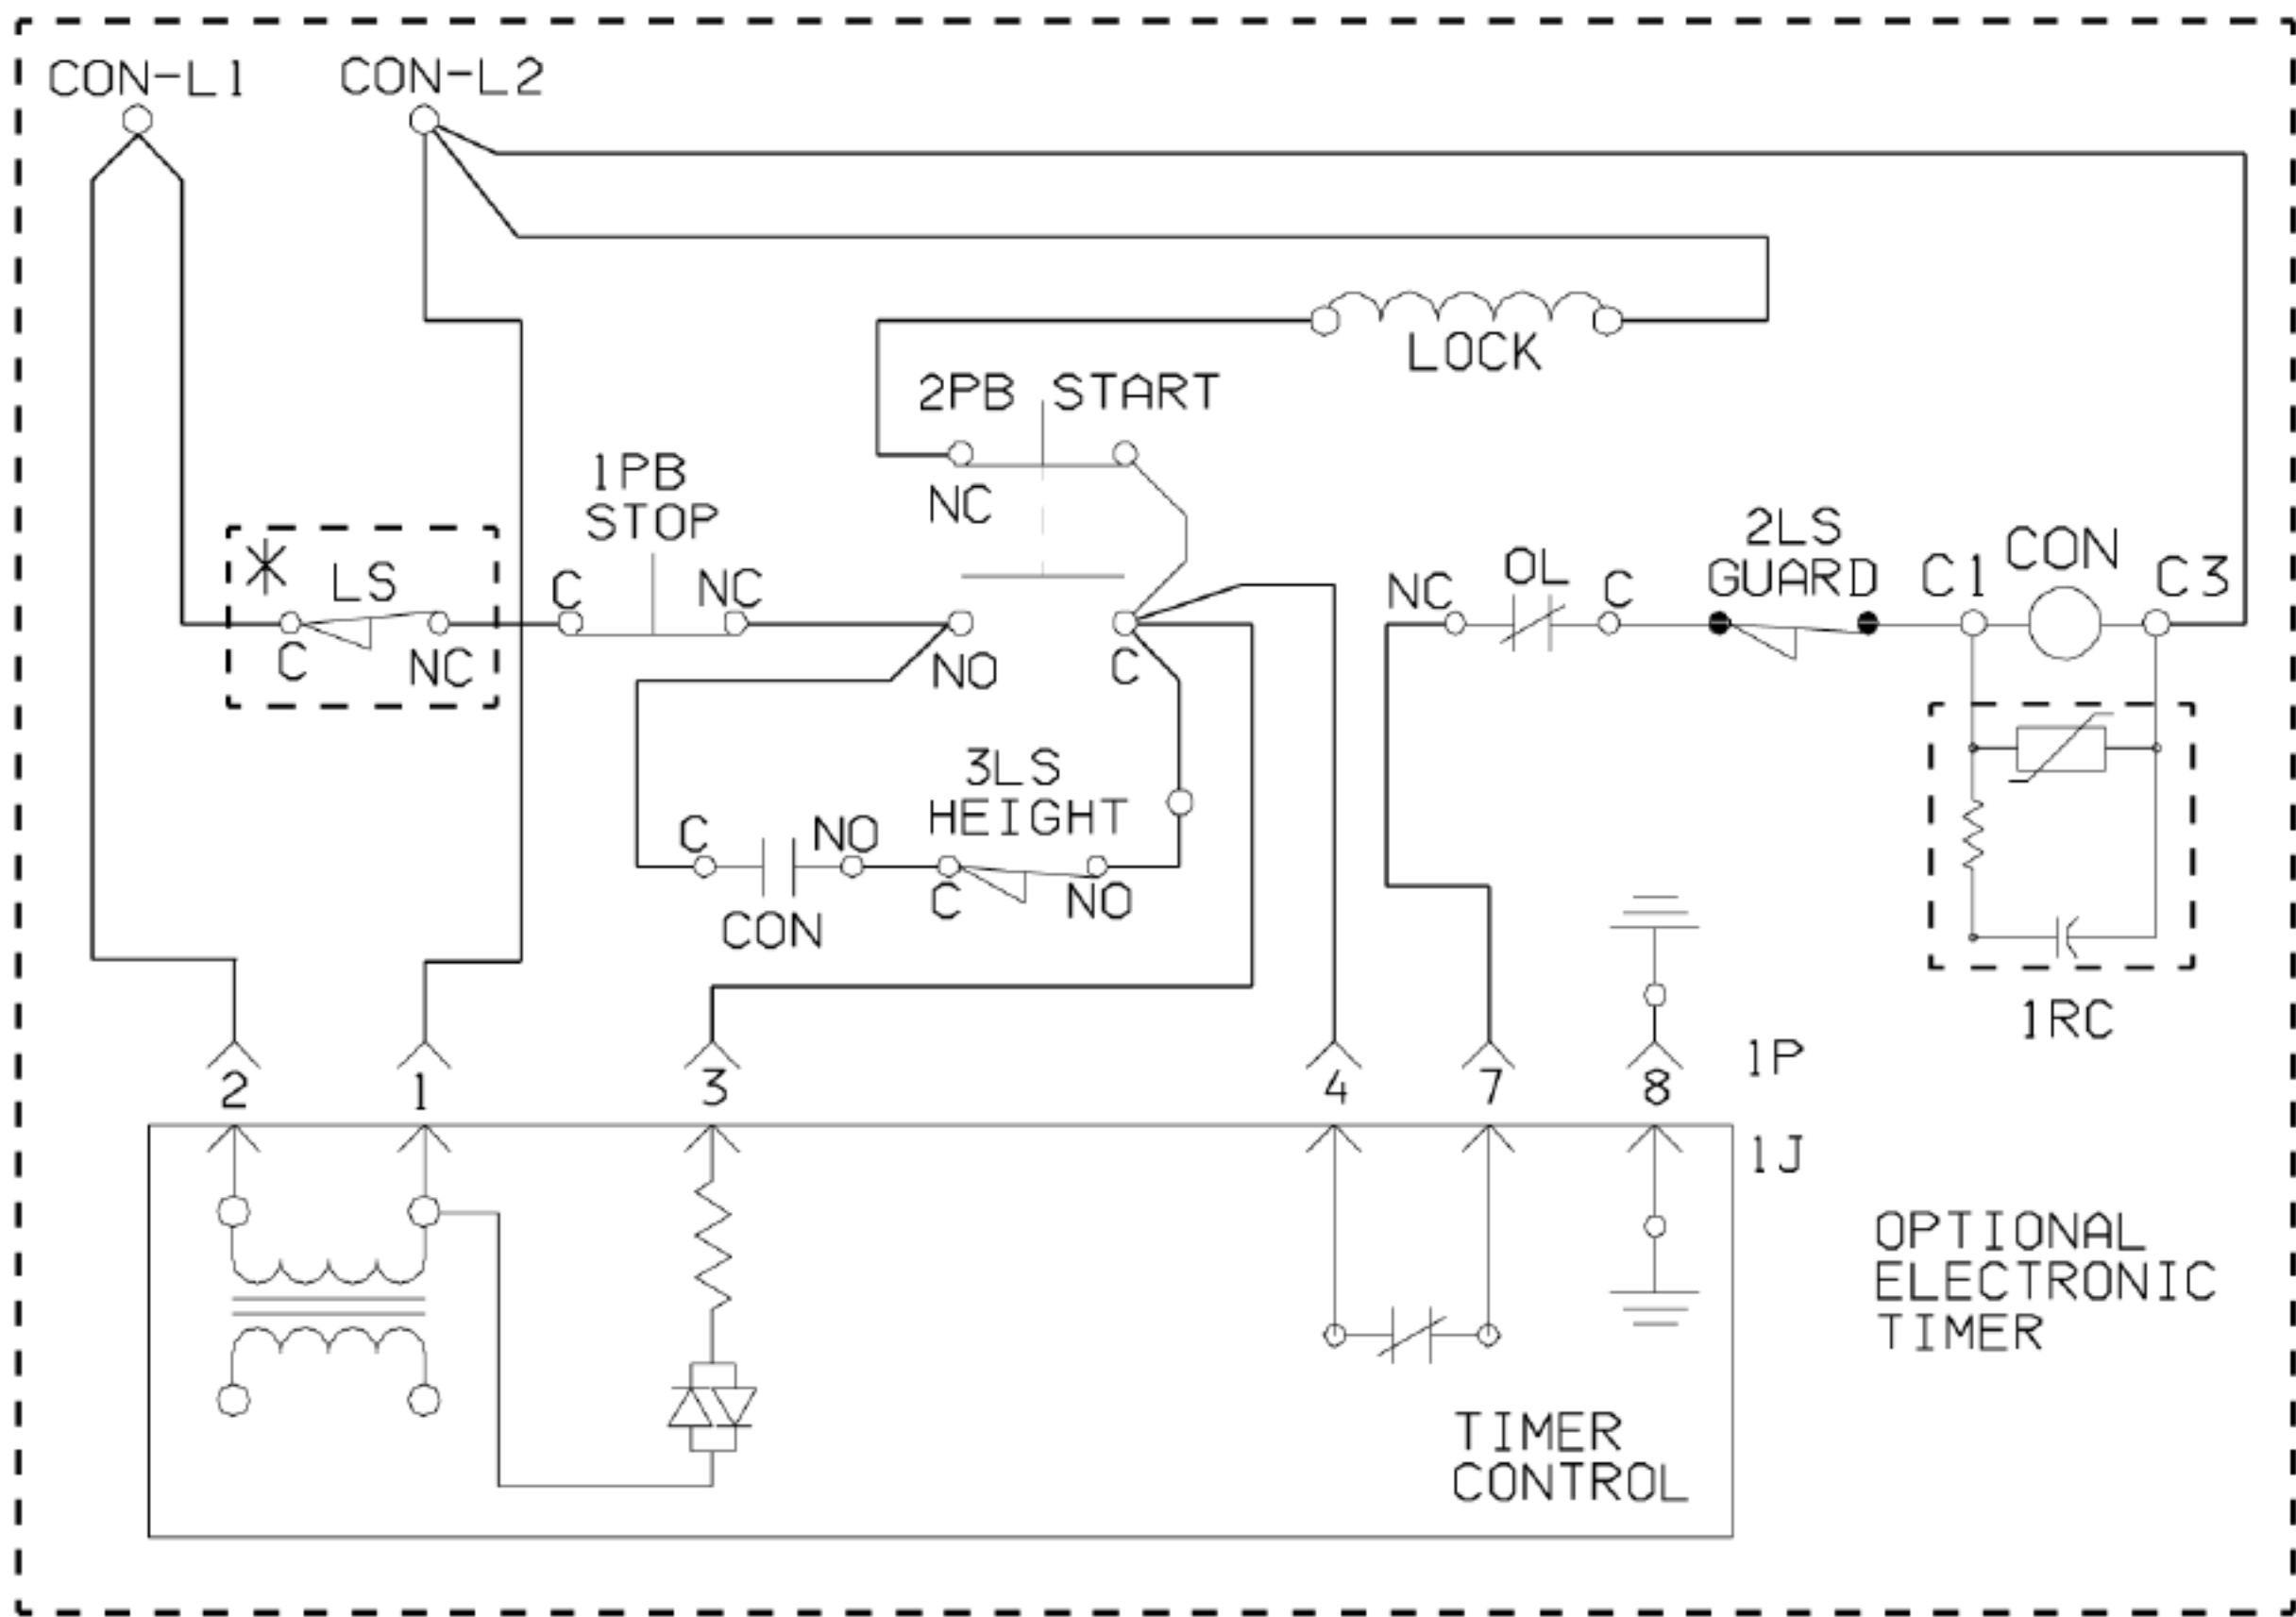 CON-L1
CON-L2
LOCK
2PB START
NC
1PB
STOP
C
NC
* LS
C
NC
NO
C
NC
OL
C
2LS
GUARD
C1
CON
C3
3LS
HEIGHT
C
NO
CON
C
NO
1RC
2
1
3
4
7
8
1P
1J
OPTIONAL
ELECTRONIC
TIMER
TIMER
CONTROL